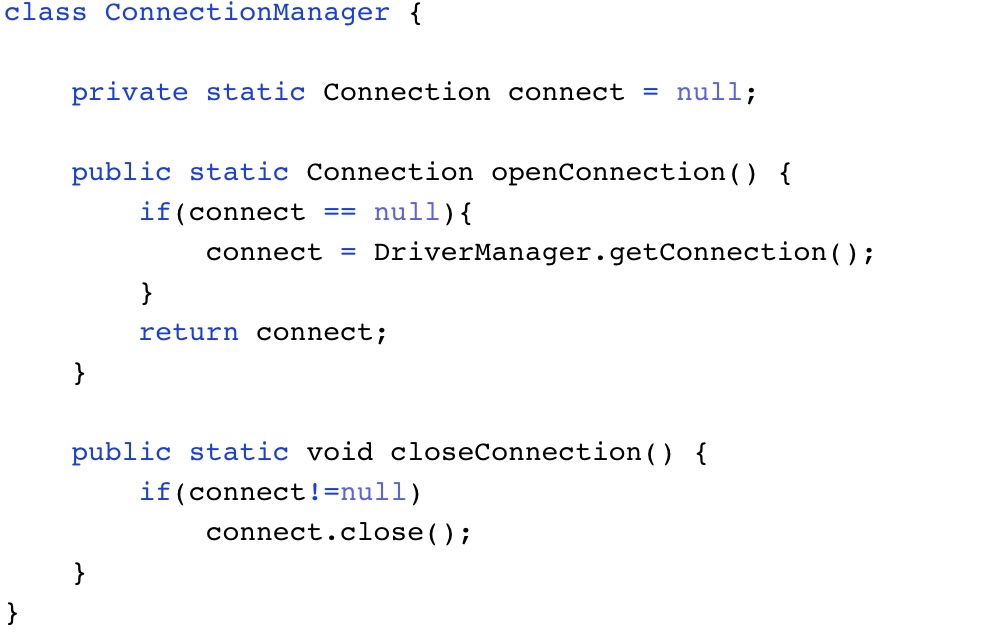 class ConnectionManager {
    private static Connection connect = null;
    public static Connection openConnection() {
        if(connect == null){
            connect = DriverManager.getConnection();
        }
        return connect;
    }
    public static void closeConnection() {
        if(connect!=null)
            connect.close();
    }
}